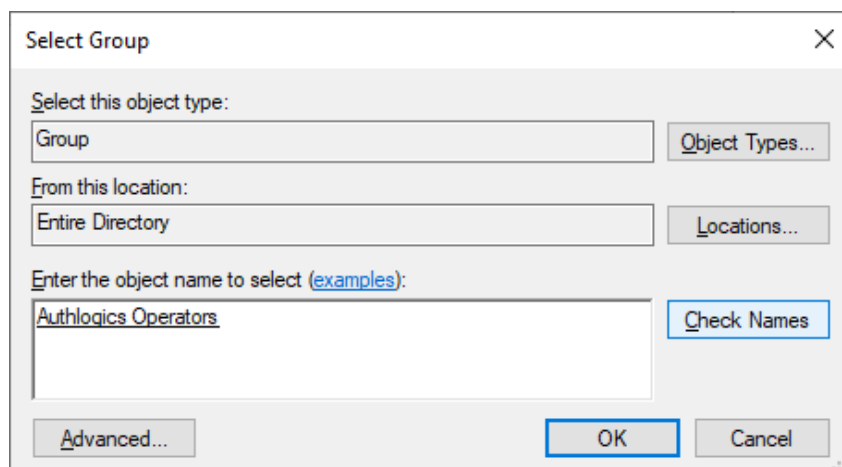 Select Group
Select this object type:
Group
Object Types...
From this location:
Entire Directory
Locations...
Enter the object name to select (examples):
Authlogics Operators
Check Names
Advanced...
OK
Cancel